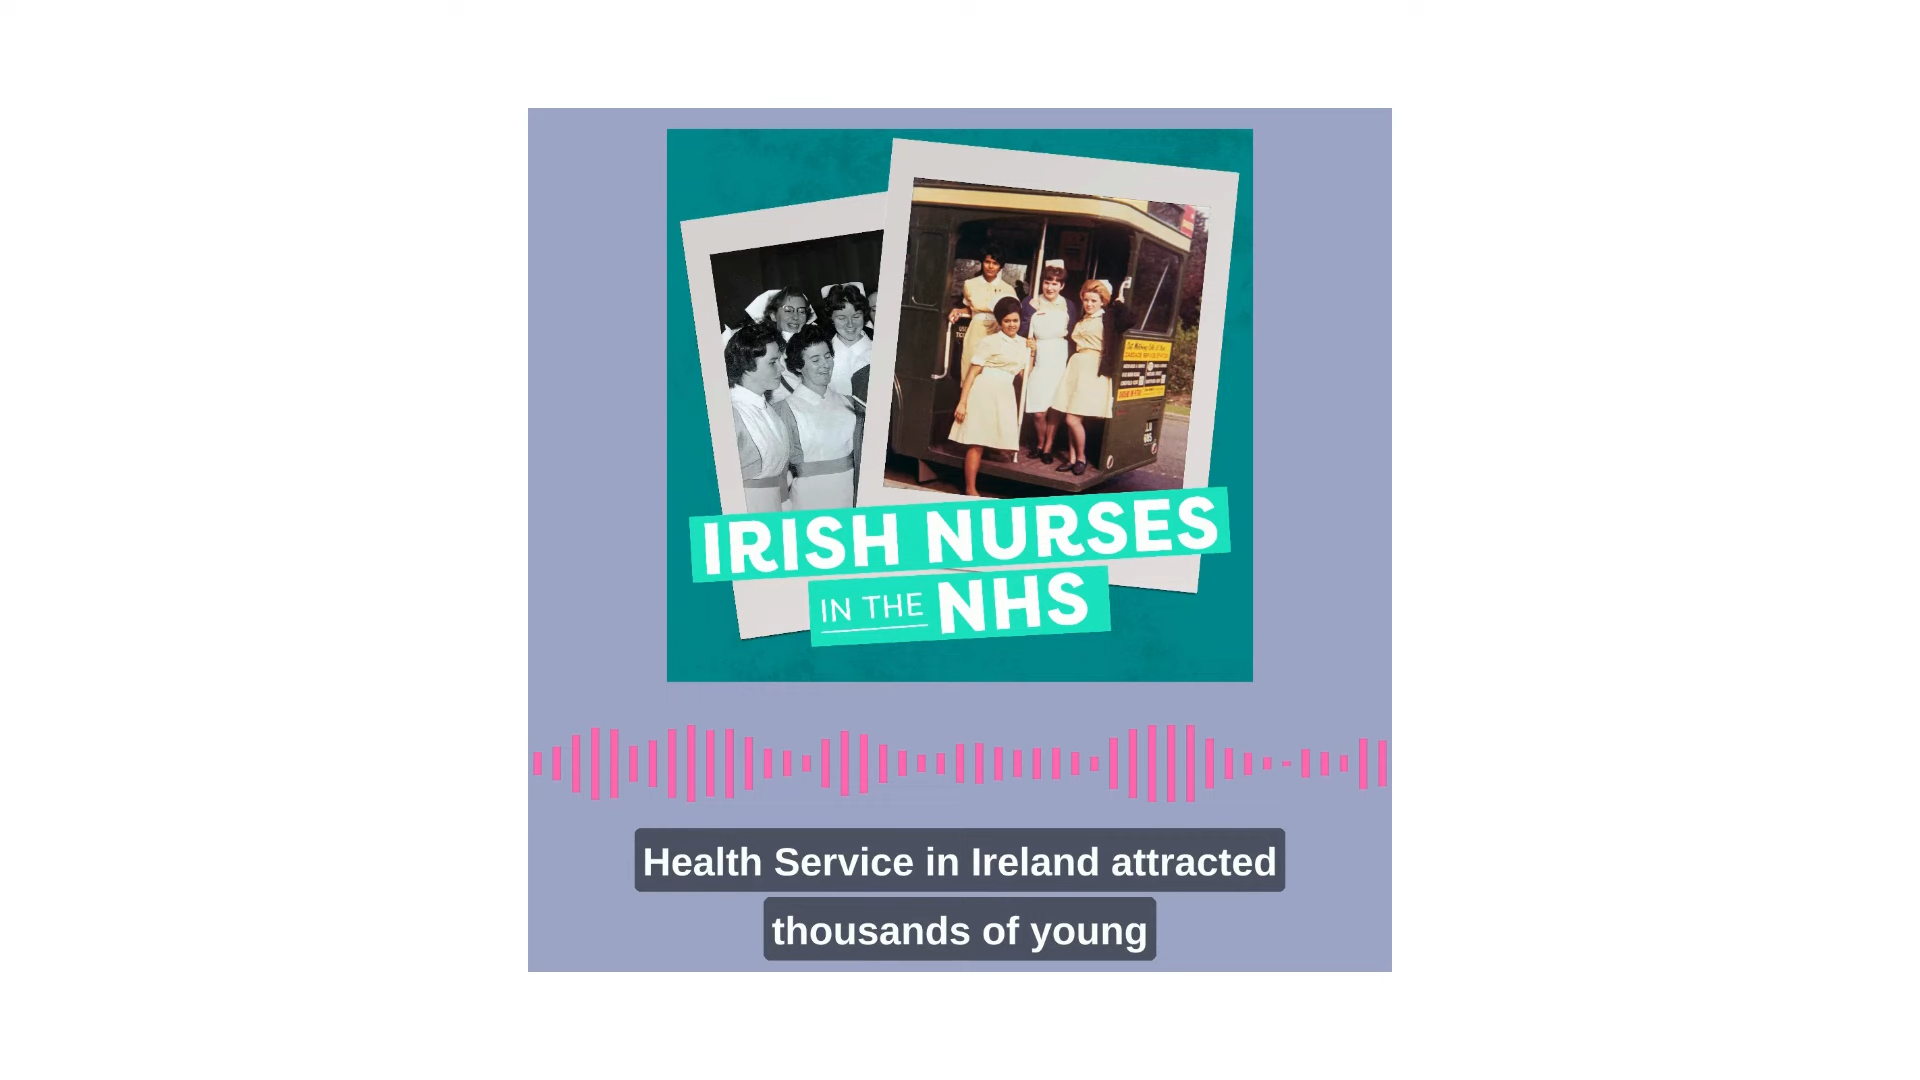 IRISH NURSES
IN THE NHS
Health Service in Ireland attracted
thousands of young